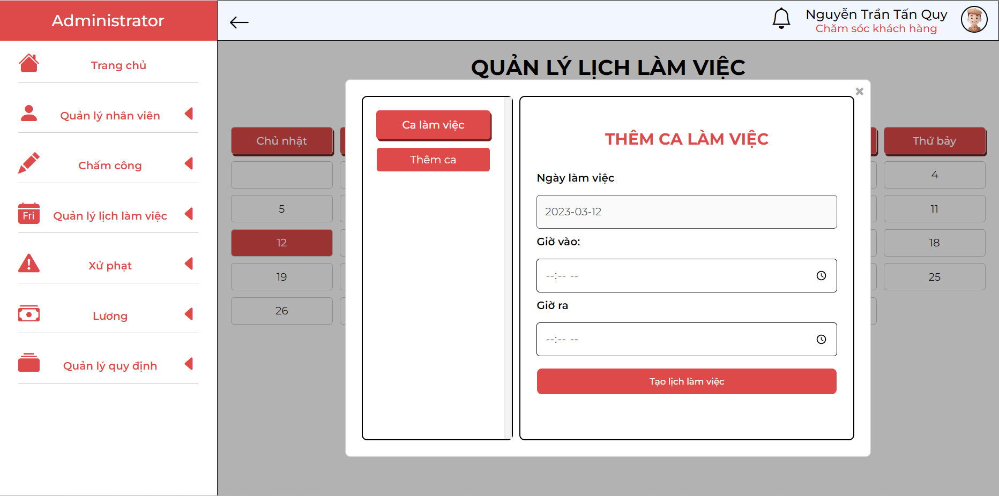 Administrator
Trang chủ
Quản lý nhân viên
Chấm công
Fri
Quản lý lịch làm việc
Xử phạt
Lương
Quản lý quy định
Nguyễn Trần Tấn Quy
Chăm sóc khách hàng
QUẢN LÝ LỊCH LÀM VIỆC
Chủ nhật
Thứ bảy
4
5
11
12
18
19
25
26
Ca làm việc
Thêm ca
THÊM CA LÀM VIỆC
Ngày làm việc
2023-03-12
Giờ vào:
--:-- --
Giờ ra
--:-- --
Tạo lịch làm việc